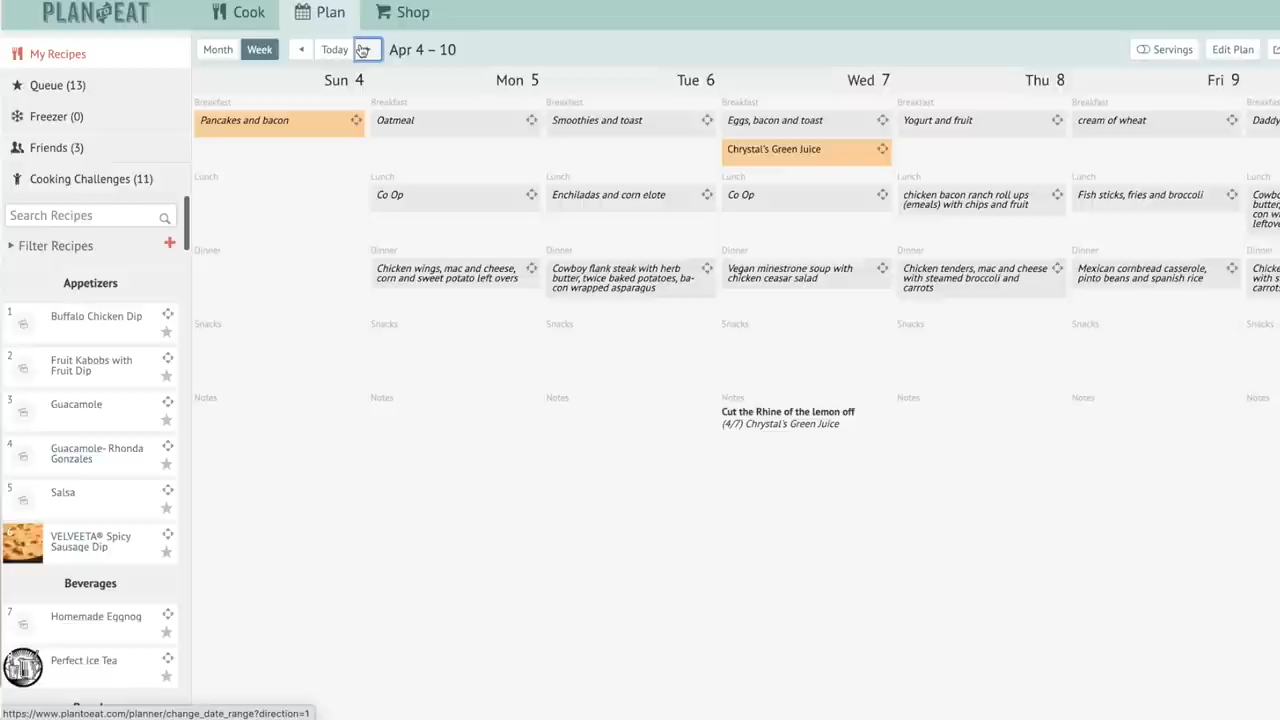 PLAN TO EAT
Cook
Plan
Shop
My Recipes
Queue (13)
Freezer (0)
Friends (3)
Cooking Challenges (11)
Search Recipes
Filter Recipes
Appetizers
1
Buffalo Chicken Dip
2
Fruit Kabobs with
Fruit Dip
3
Guacamole
4
Guacamole- Rhonda
Gonzales
5
Salsa
VELVEETA® Spicy
Sausage Dip
Beverages
7
Homemade Eggnog
Perfect Ice Tea
Month
Week
Today
Apr 4 – 10
Servings
Edit Plan
Sun 4
Mon 5
Tue 6
Wed 7
Thu 8
Fri 9
Breakfast
Breakfast
Breakfast
Breakfast
Breakfast
Breakfast
Pancakes and bacon
Oatmeal
Smoothies and toast
Eggs, bacon and toast
Yogurt and fruit
cream of wheat
Daddy
Chrystal's Green Juice
Lunch
Lunch
Lunch
Lunch
Lunch
Lunch
Lunch
Co Op
Enchiladas and corn elote
Co Op
chicken bacon ranch roll ups
(emeals) with chips and fruit
Fish sticks, fries and broccoli
butter,
con w
Dinner
Dinner
Dinner
Dinner
Dinner
Dinner
Dinner
Chicken wings, mac and cheese,
corn and sweet potato left overs
Cowboy flank steak with herb
butter, twice baked potatoes, ba-
con wrapped asparagus
Vegan minestrone soup with
chicken ceasar salad
Chicken tenders, mac and cheese
with steamed broccoli and
carrots
Mexican cornbread casserole,
pinto beans and spanish rice
with s
Snacks
Snacks
Snacks
Snacks
Snacks
Snacks
Snacks
Notes
Notes
Notes
Notes
Notes
Notes
Notes
Cut the Rhine of the lemon off
(4/7) Chrystal's Green Juice
https://www.plantoeat.com/planner/change_date_range?direction=1